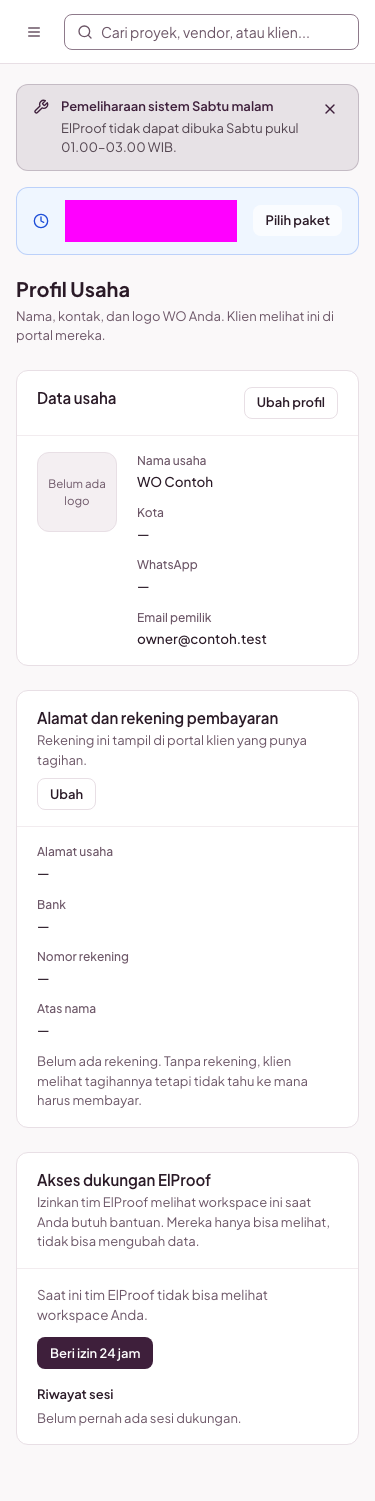 Cari proyek, vendor, atau klien...
Pemeliharaan sistem Sabtu malam
ElProof tidak dapat dibuka Sabtu pukul
01.00–03.00 WIB.
Pilih paket
Profil Usaha
Nama, kontak, dan logo WO Anda. Klien melihat ini di
portal mereka.
Data usaha
Ubah profil
Belum ada
logo
Nama usaha
WO Contoh
Kota
—
WhatsApp
—
Email pemilik
owner@contoh.test
Alamat dan rekening pembayaran
Rekening ini tampil di portal klien yang punya
tagihan.
Ubah
Alamat usaha
—
Bank
—
Nomor rekening
—
Atas nama
—
Belum ada rekening. Tanpa rekening, klien
melihat tagihannya tetapi tidak tahu ke mana
harus membayar.
Akses dukungan ElProof
Izinkan tim ElProof melihat workspace ini saat
Anda butuh bantuan. Mereka hanya bisa melihat,
tidak bisa mengubah data.
Saat ini tim ElProof tidak bisa melihat
workspace Anda.
Beri izin 24 jam
Riwayat sesi
Belum pernah ada sesi dukungan.